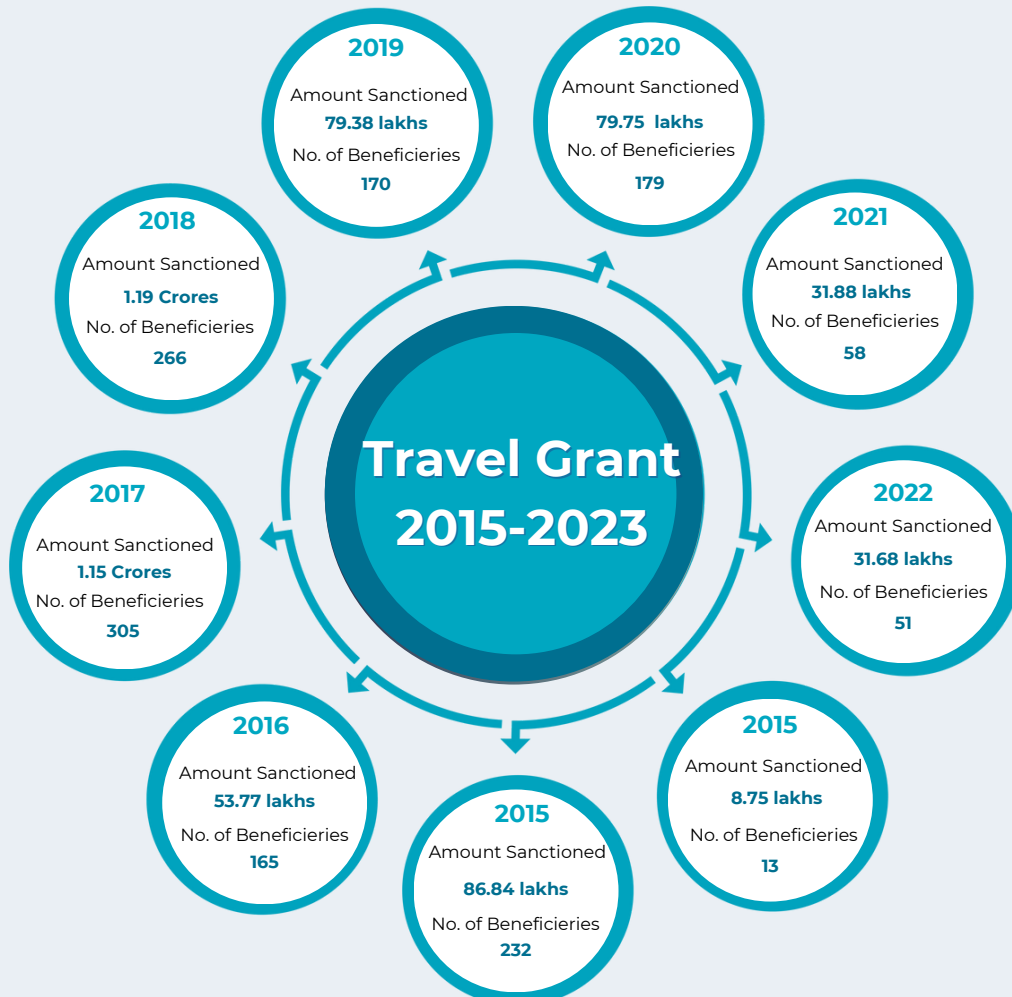 2019
Amount Sanctioned
79.38 lakhs
No. of Beneficieries
170
2020
Amount Sanctioned
79.75 lakhs
No. of Beneficieries
179
2018
Amount Sanctioned
1.19 Crores
No. of Beneficieries
266
2021
Amount Sanctioned
31.88 lakhs
No. of Beneficieries
58
Travel Grant
2015-2023
2017
Amount Sanctioned
1.15 Crores
No. of Beneficieries
305
2022
Amount Sanctioned
31.68 lakhs
No. of Beneficieries
51
2016
Amount Sanctioned
53.77 lakhs
No. of Beneficieries
165
2015
Amount Sanctioned
86.84 lakhs
No. of Beneficieries
232
2015
Amount Sanctioned
8.75 lakhs
No. of Beneficieries
13